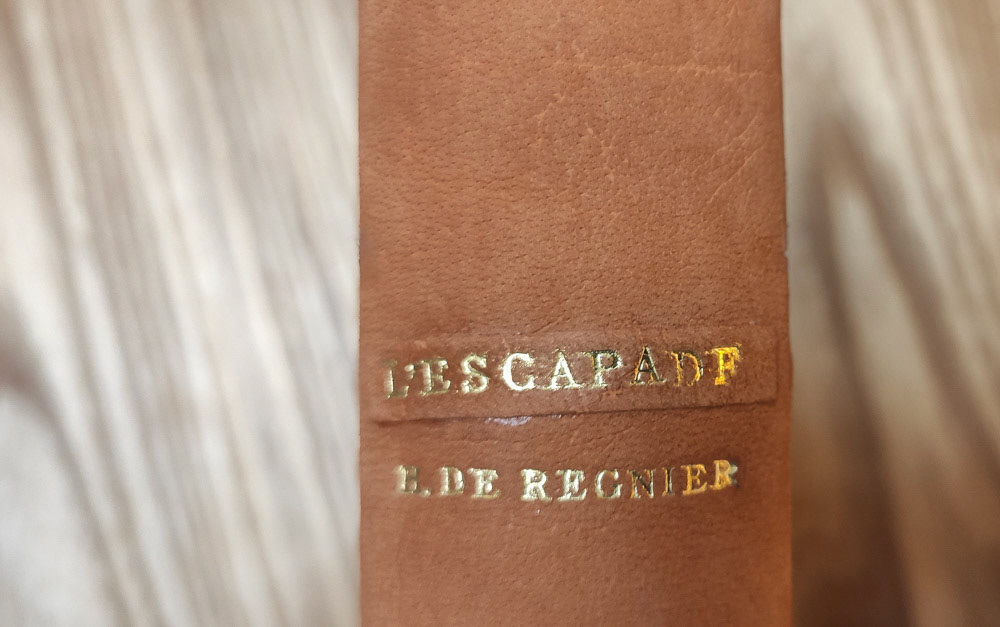 L'ESCAPADE
H. DE REGNIER